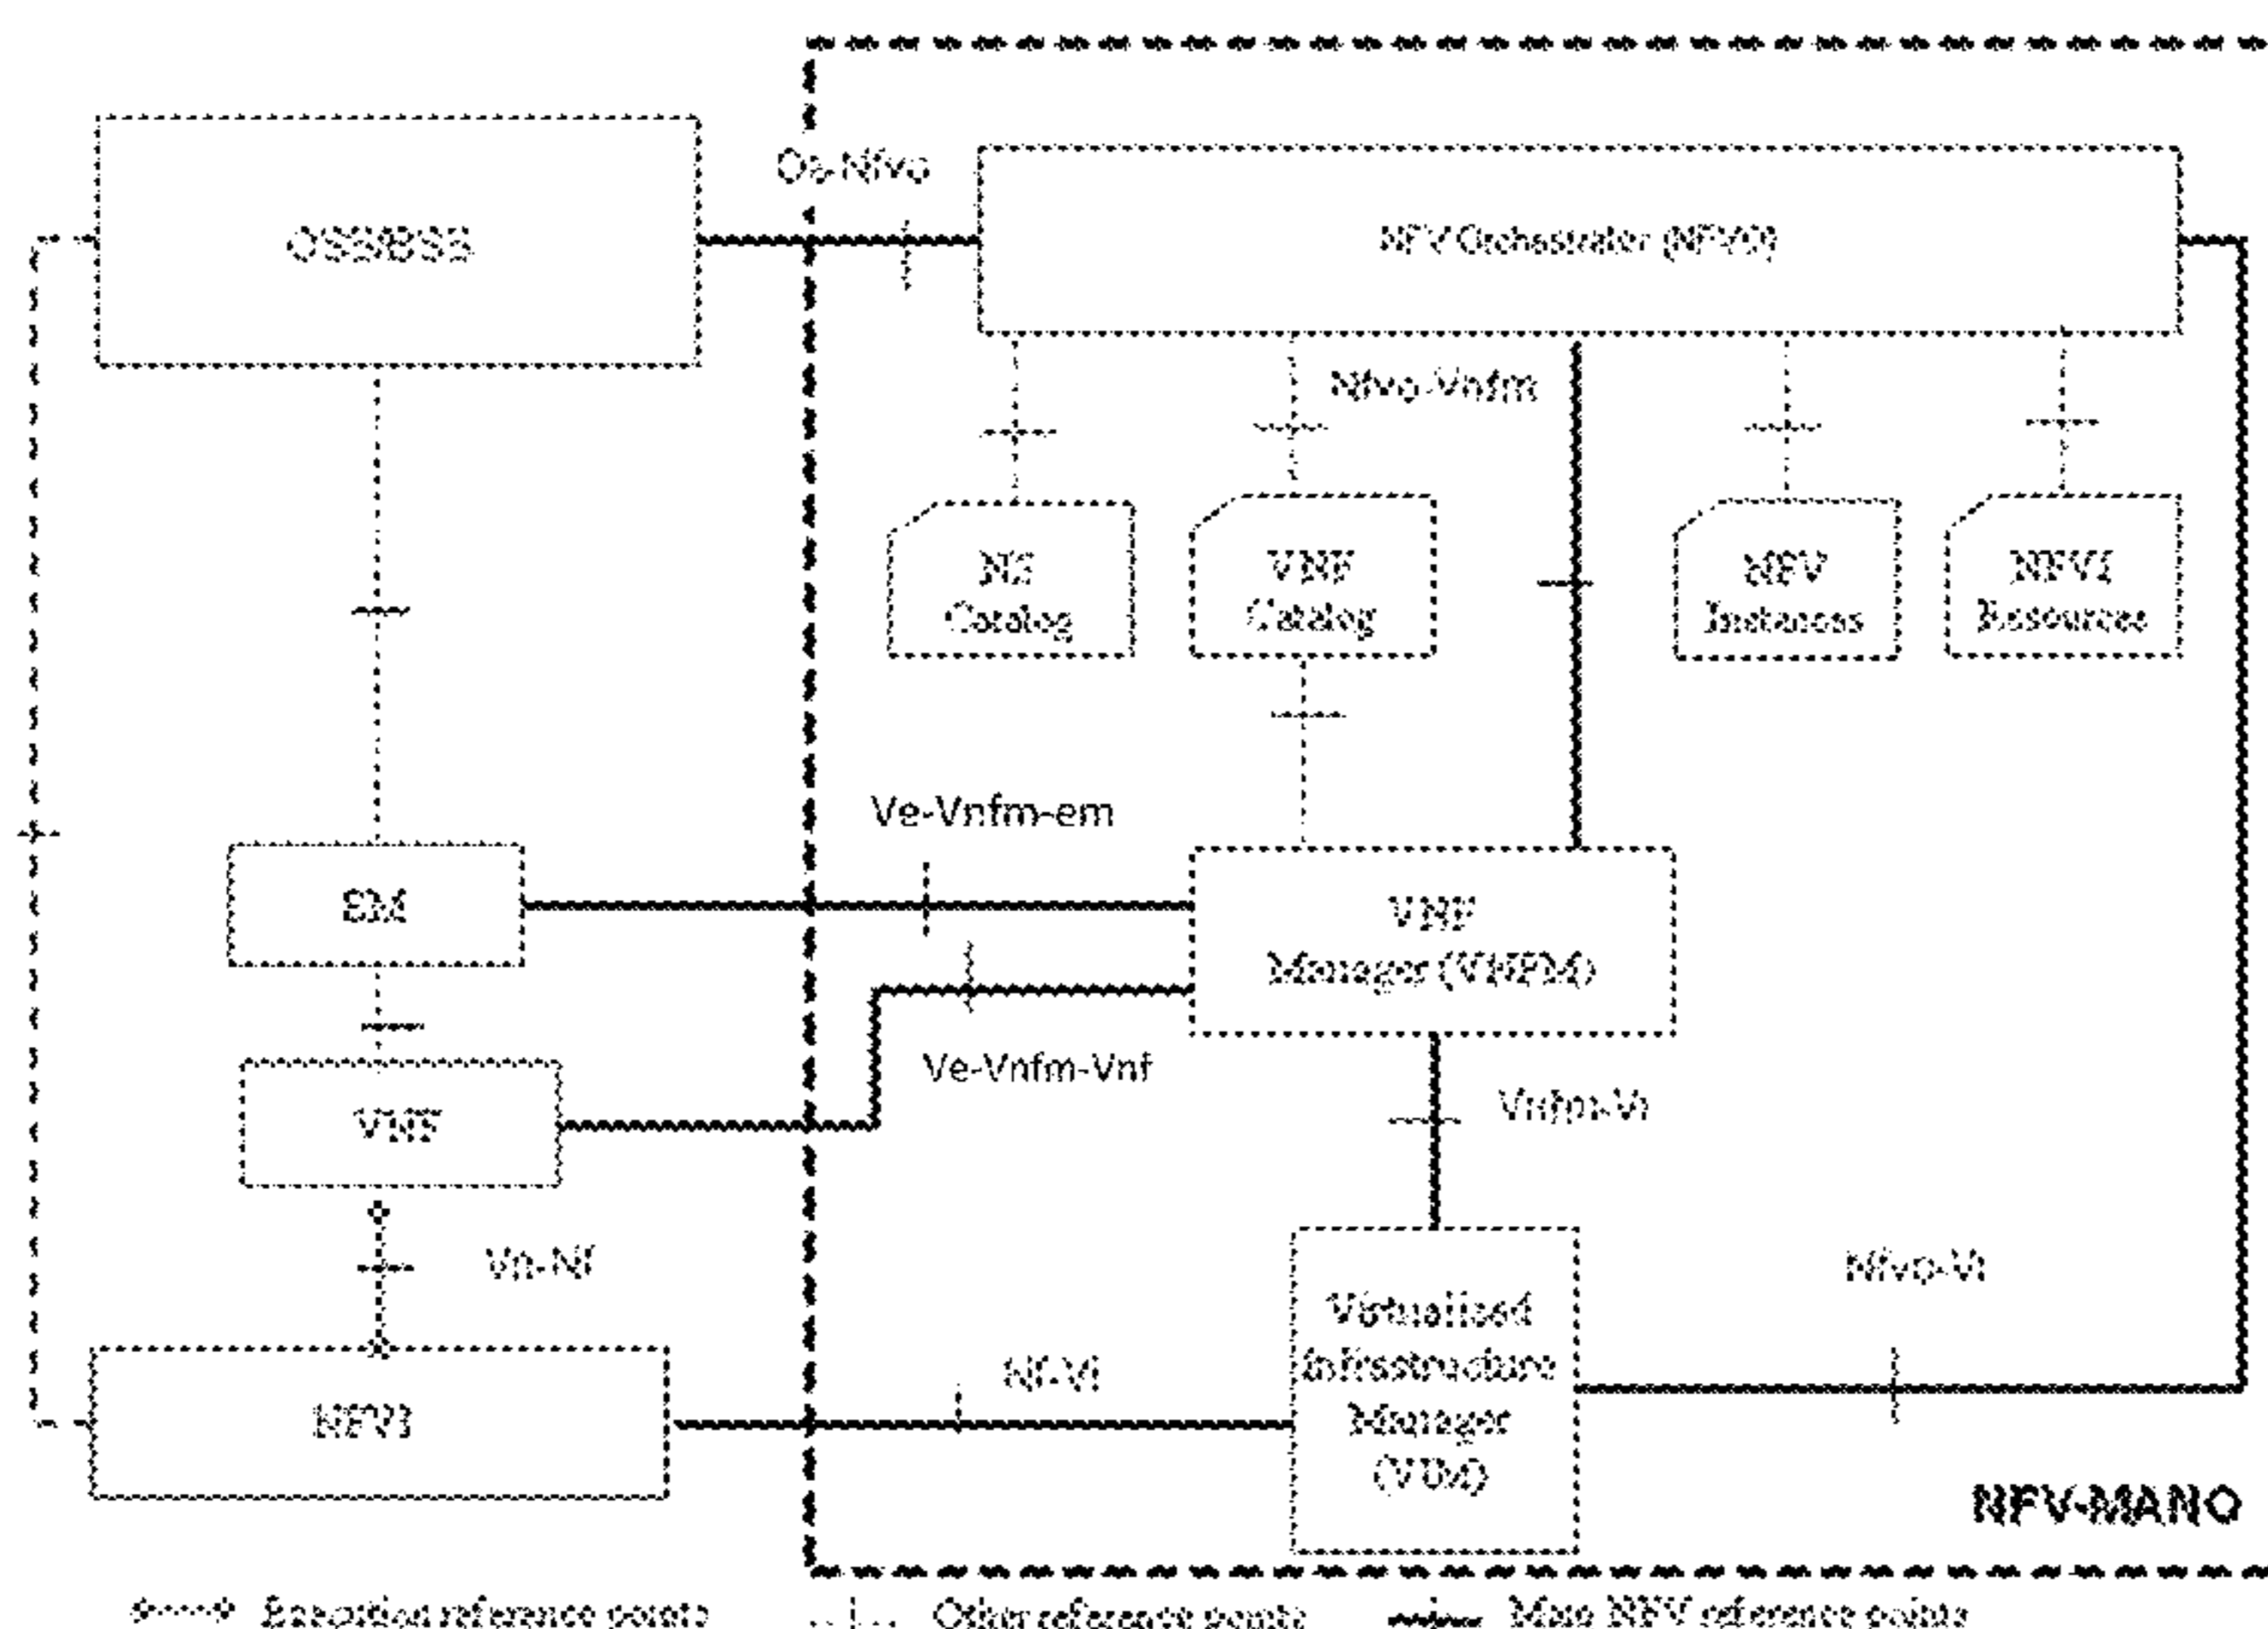 Os-Nfvo
OSS/BSS
NFV Orchestrator (NFVO)
Nfvo-Vnfm
NS
Catalog
VNF
Catalog
NFV
Instances
NFVI
Resources
Ve-Vnfm-em
EM
VNF
Manager (VNFM)
Ve-Vnfm-Vnf
VNF
Vnfm-Vi
Vn-Nf
Nfvo-Vi
Virtualised
Infrastructure
Manager
(VIM)
Nf-Vi
NFVI
NFV-MANO
Execution reference points
Other reference points
Main NFV reference points